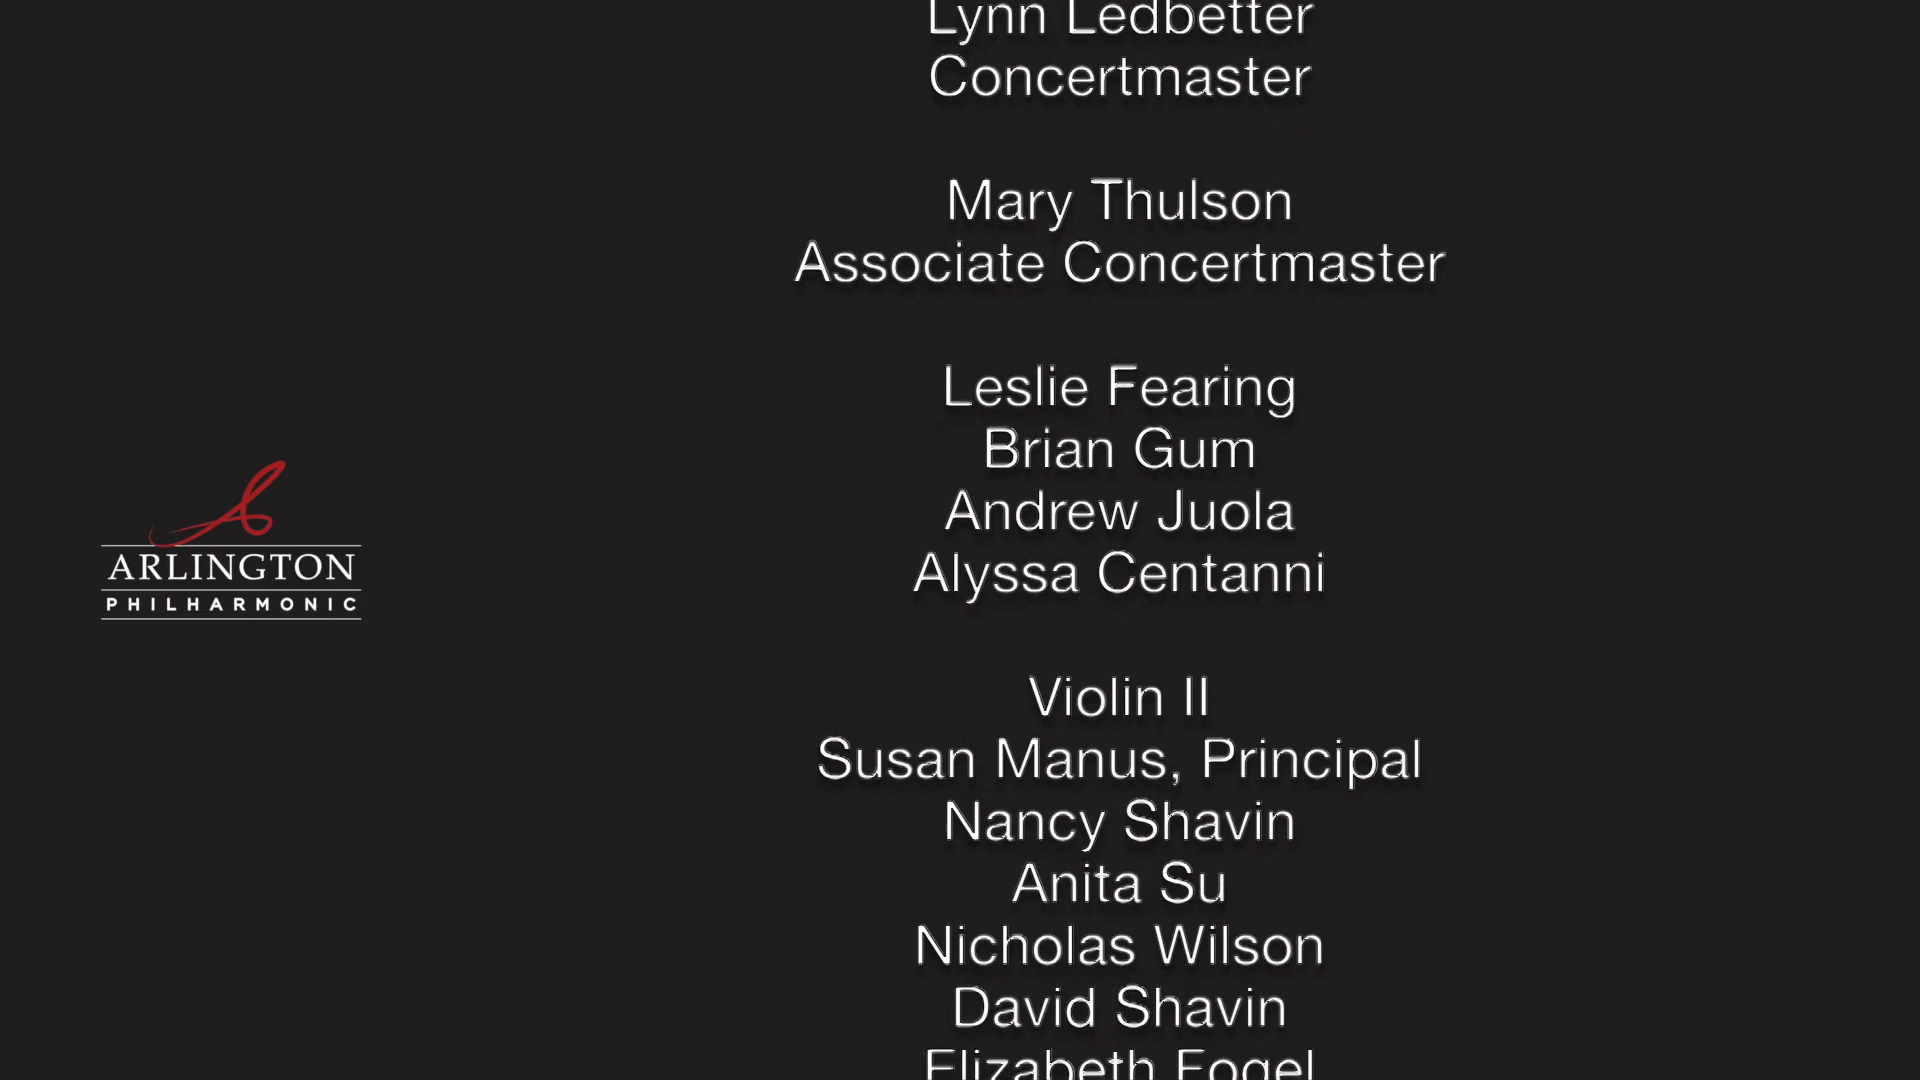 Lynn Ledbetter
Concertmaster
Mary Thulson
Associate Concertmaster
Leslie Fearing
Brian Gum
Andrew Juola
Alyssa Centanni
ARLINGTON
PHILHARMONIC
Violin II
Susan Manus, Principal
Nancy Shavin
Anita Su
Nicholas Wilson
David Shavin
Elizabeth Fogel